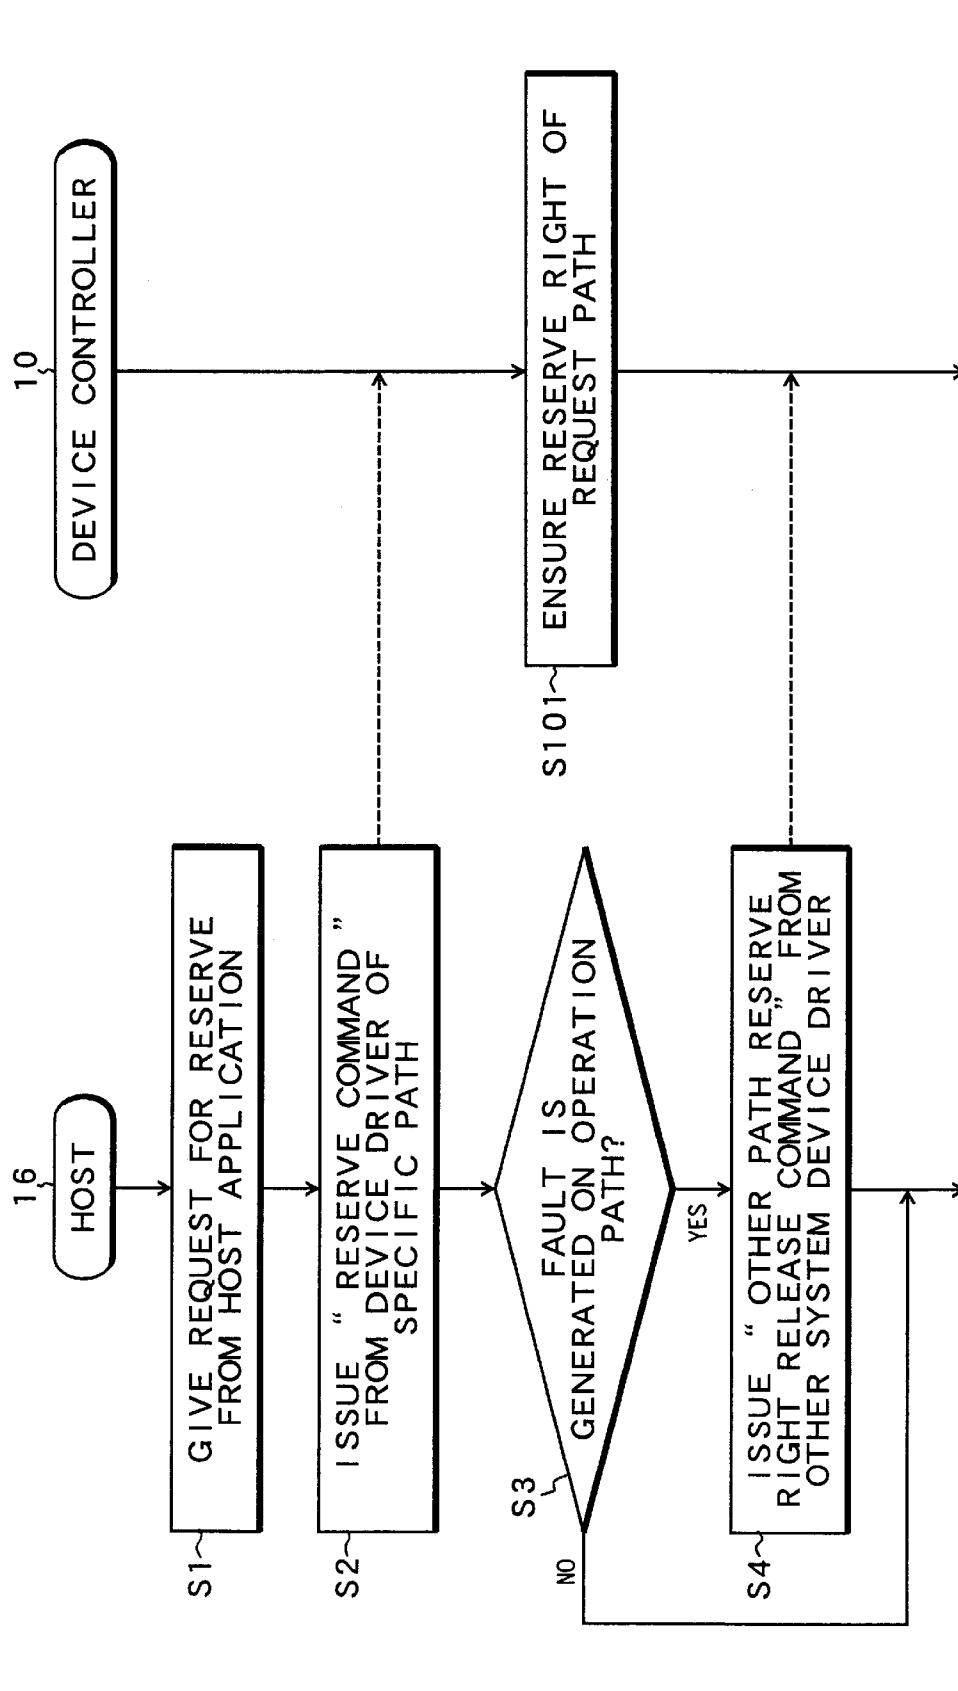 16
HOST
10
DEVICE CONTROLLER
S1
GIVE REQUEST FOR RESERVE
FROM HOST APPLICATION
S2
ISSUE “ RESERVE COMMAND ”
FROM DEVICE DRIVER OF
SPECIFIC PATH
S3
FAULT IS
GENERATED ON OPERATION
PATH?
NO
YES
S101
ENSURE RESERVE RIGHT OF
REQUEST PATH
S4
ISSUE “ OTHER PATH RESERVE
RIGHT RELEASE COMMAND ” FROM
OTHER SYSTEM DEVICE DRIVER